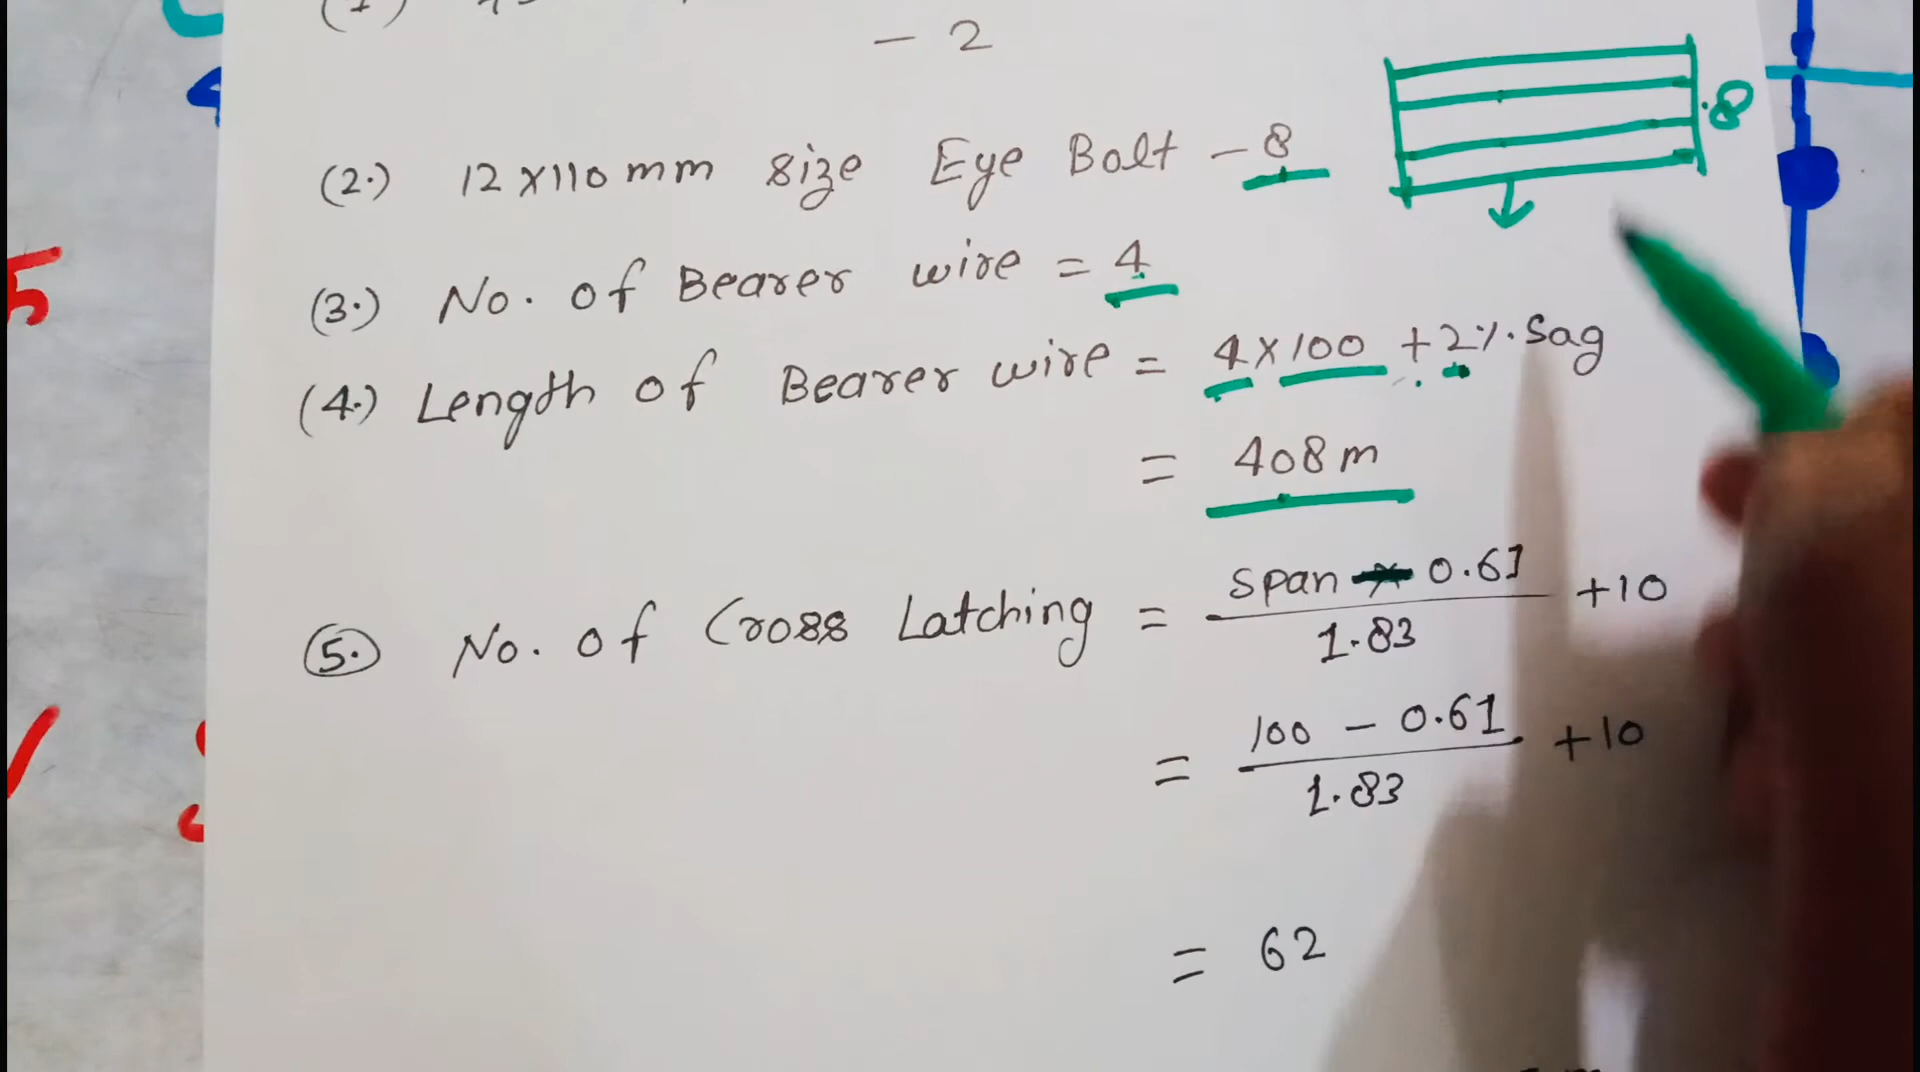 - 2
(2.) 12 x 110 mm size Eye Bolt - 8
.8
(3.) No. of Bearer wire = 4
(4.) Length of Bearer wire = 4 x 100 + 2%. Sag
= 408 m
(5.) No. of Cross Latching = span - 0.61 / 1.83 + 10
= 100 - 0.61 / 1.83 + 10
= 62
5